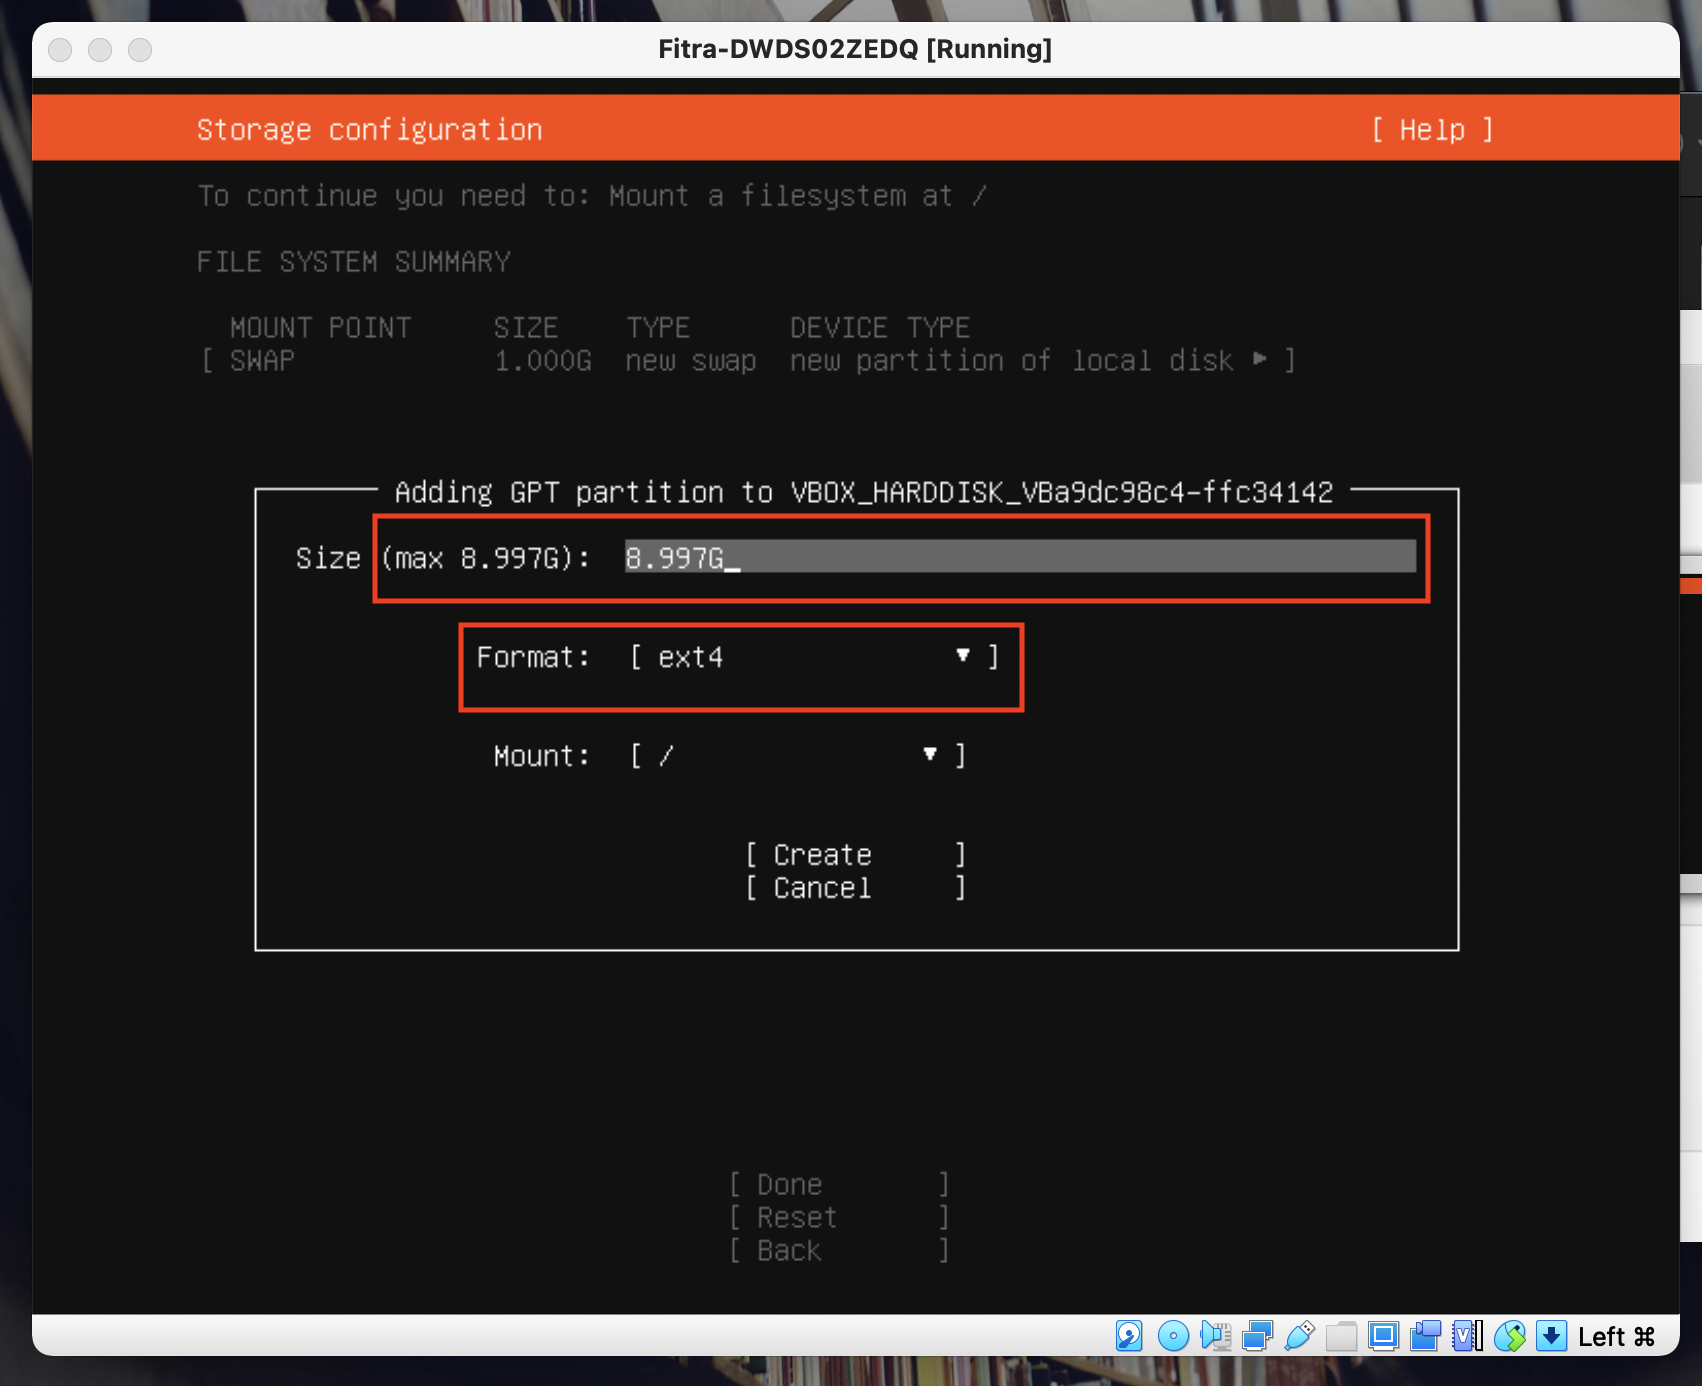 Fitra-DWDS02ZEDQ [Running]
Storage configuration [ Help ]
To continue you need to: Mount a filesystem at /
FILE SYSTEM SUMMARY
MOUNT POINT SIZE TYPE DEVICE TYPE
[ SWAP 1.000G new swap new partition of local disk ▸ ]
Adding GPT partition to VBOX_HARDDISK_VBa9dc98c4-ffc34142
Size (max 8.997G): 8.997G_
Format: [ ext4 ▾ ]
Mount: [ / ▾ ]
[ Create ]
[ Cancel ]
[ Done ]
[ Reset ]
[ Back ]
Left ⌘